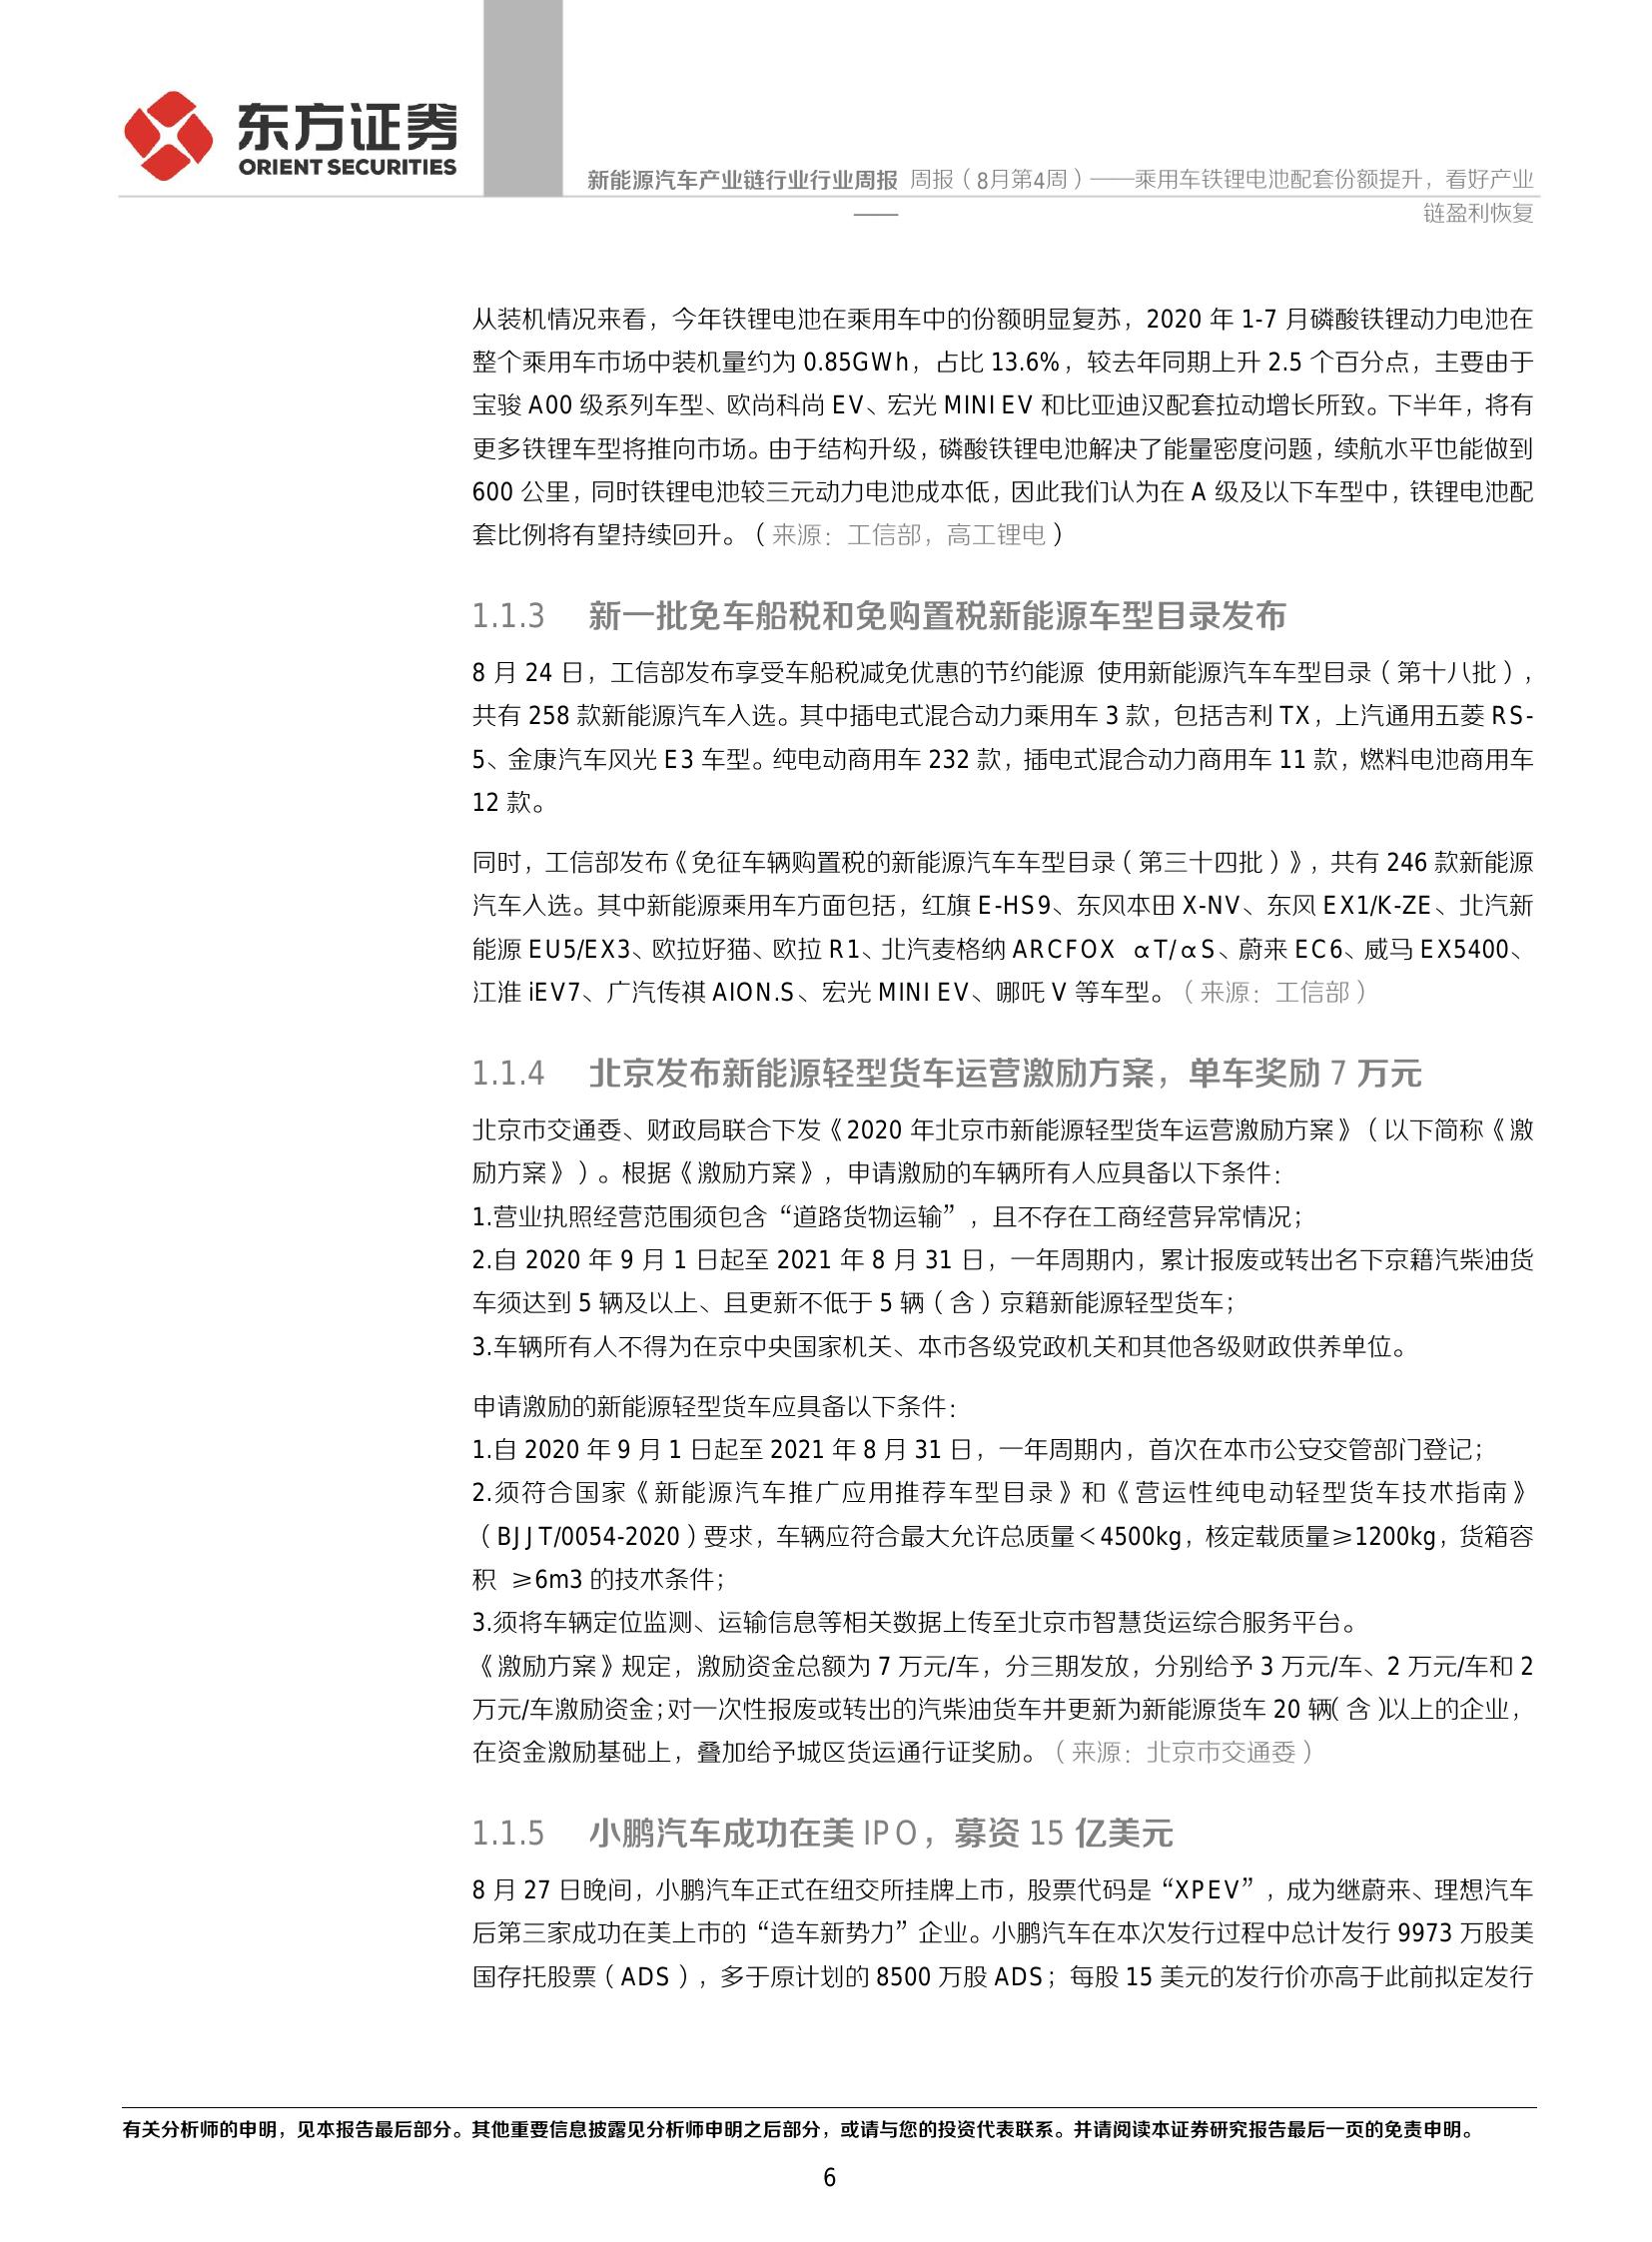 东方证券
ORIENT SECURITIES
新能源汽车产业链行业行业周报 周报（8月第4周）——乘用车铁锂电池配套份额提升，看好产业
链盈利恢复
从装机情况来看，今年铁锂电池在乘用车中的份额明显复苏，2020 年 1-7 月磷酸铁锂动力电池在
整个乘用车市场中装机量约为 0.85GWh，占比 13.6%，较去年同期上升 2.5 个百分点，主要由于
宝骏 A00 级系列车型、欧尚科尚 EV、宏光 MINI EV 和比亚迪汉配套拉动增长所致。下半年，将有
更多铁锂车型将推向市场。由于结构升级，磷酸铁锂电池解决了能量密度问题，续航水平也能做到
600 公里，同时铁锂电池较三元动力电池成本低，因此我们认为在 A 级及以下车型中，铁锂电池配
套比例将有望持续回升。（来源：工信部，高工锂电）
1.1.3 新一批免车船税和免购置税新能源车型目录发布
8 月 24 日，工信部发布享受车船税减免优惠的节约能源 使用新能源汽车车型目录（第十八批），
共有 258 款新能源汽车入选。其中插电式混合动力乘用车 3 款，包括吉利 TX，上汽通用五菱 RS-
5、金康汽车风光 E3 车型。纯电动商用车 232 款，插电式混合动力商用车 11 款，燃料电池商用车
12 款。
同时，工信部发布《免征车辆购置税的新能源汽车车型目录（第三十四批）》，共有 246 款新能源
汽车入选。其中新能源乘用车方面包括，红旗 E-HS9、东风本田 X-NV、东风 EX1/K-ZE、北汽新
能源 EU5/EX3、欧拉好猫、欧拉 R1、北汽麦格纳 ARCFOX αT/αS、蔚来 EC6、威马 EX5400、
江淮 iEV7、广汽传祺 AION.S、宏光 MINI EV、哪吒 V 等车型。（来源：工信部）
1.1.4 北京发布新能源轻型货车运营激励方案，单车奖励 7 万元
北京市交通委、财政局联合下发《2020 年北京市新能源轻型货车运营激励方案》（以下简称《激
励方案》）。根据《激励方案》，申请激励的车辆所有人应具备以下条件：
1.营业执照经营范围须包含“道路货物运输”，且不存在工商经营异常情况；
2.自 2020 年 9 月 1 日起至 2021 年 8 月 31 日，一年周期内，累计报废或转出名下京籍汽柴油货
车须达到 5 辆及以上、且更新不低于 5 辆（含）京籍新能源轻型货车；
3.车辆所有人不得为在京中央国家机关、本市各级党政机关和其他各级财政供养单位。
申请激励的新能源轻型货车应具备以下条件：
1.自 2020 年 9 月 1 日起至 2021 年 8 月 31 日，一年周期内，首次在本市公安交管部门登记；
2.须符合国家《新能源汽车推广应用推荐车型目录》和《营运性纯电动轻型货车技术指南》
（BJJT/0054-2020）要求，车辆应符合最大允许总质量＜4500kg，核定载质量≥1200kg，货箱容
积 ≥6m3 的技术条件；
3.须将车辆定位监测、运输信息等相关数据上传至北京市智慧货运综合服务平台。
《激励方案》规定，激励资金总额为 7 万元/车，分三期发放，分别给予 3 万元/车、2 万元/车和 2
万元/车激励资金；对一次性报废或转出的汽柴油货车并更新为新能源货车 20 辆（含）以上的企业，
在资金激励基础上，叠加给予城区货运通行证奖励。（来源：北京市交通委）
1.1.5 小鹏汽车成功在美 IPO，募资 15 亿美元
8 月 27 日晚间，小鹏汽车正式在纽交所挂牌上市，股票代码是“XPEV”，成为继蔚来、理想汽车
后第三家成功在美上市的“造车新势力”企业。小鹏汽车在本次发行过程中总计发行 9973 万股美
国存托股票（ADS），多于原计划的 8500 万股 ADS；每股 15 美元的发行价亦高于此前拟定发行
有关分析师的申明，见本报告最后部分。其他重要信息披露见分析师申明之后部分，或请与您的投资代表联系。并请阅读本证券研究报告最后一页的免责申明。
6